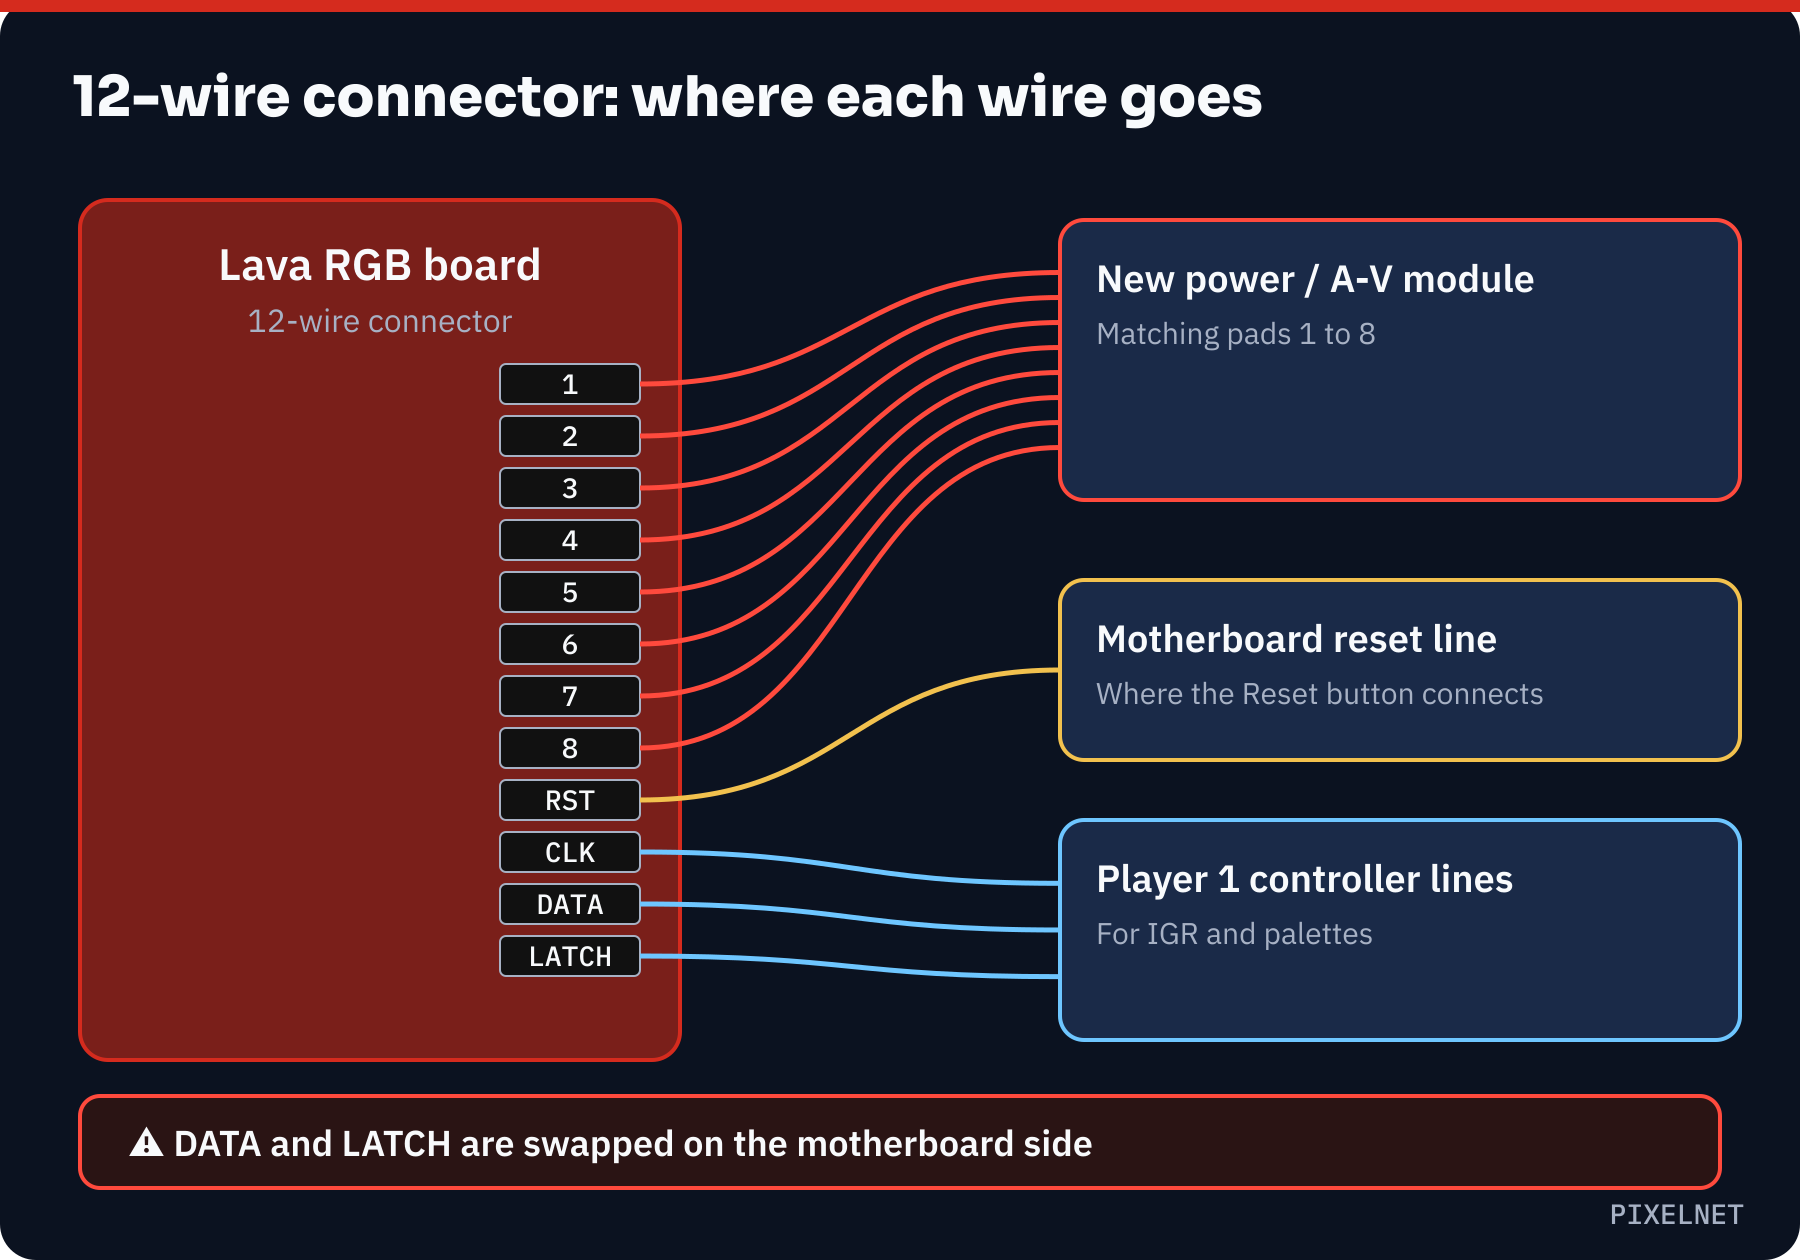 12-wire connector: where each wire goes
Lava RGB board
12-wire connector
1
2
3
4
5
6
7
8
RST
CLK
DATA
LATCH
New power / A-V module
Matching pads 1 to 8
Motherboard reset line
Where the Reset button connects
Player 1 controller lines
For IGR and palettes
⚠ DATA and LATCH are swapped on the motherboard side
PIXELNET